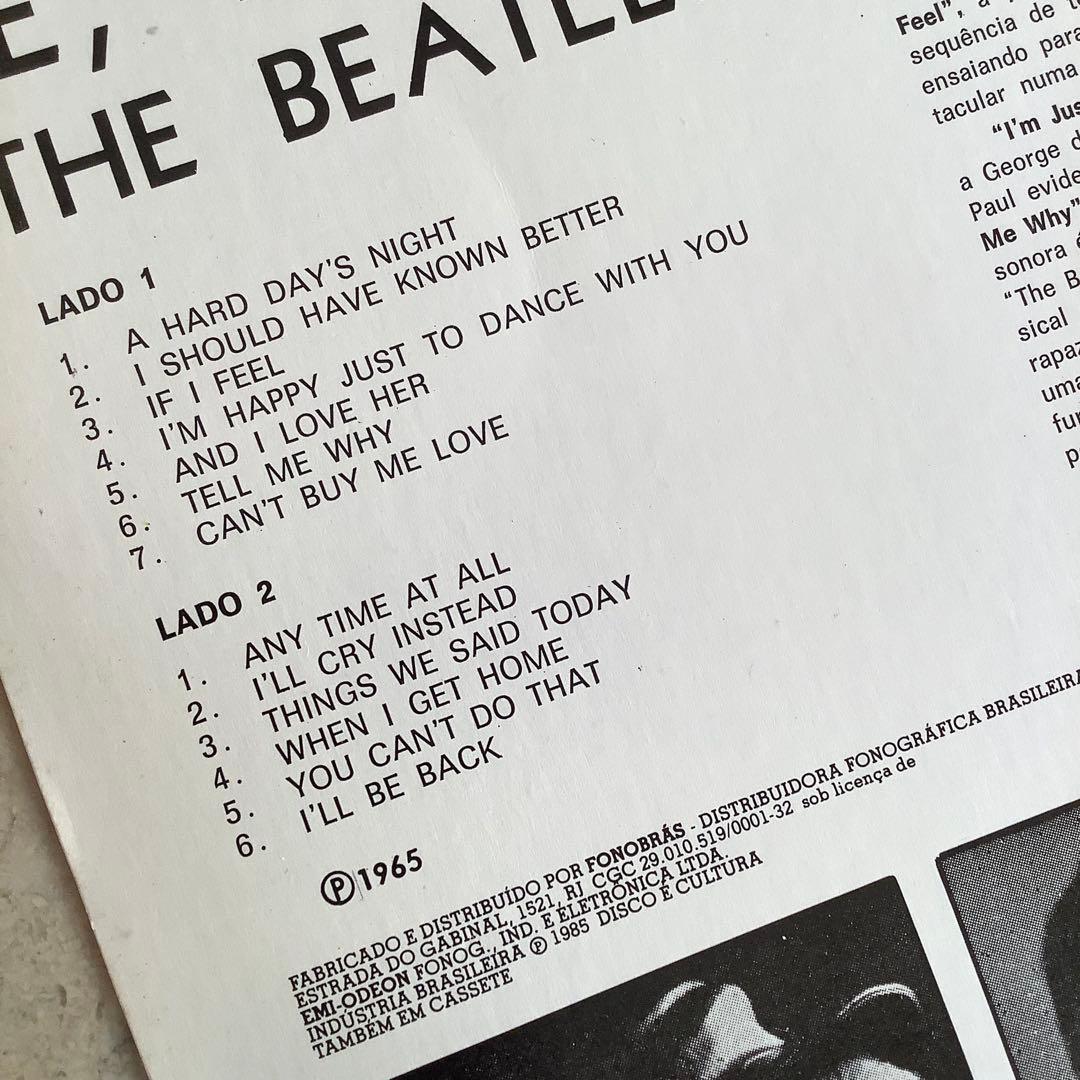 E,
THE BEATLE
LADO 1
1. A HARD DAY'S NIGHT
2. I SHOULD HAVE KNOWN BETTER
3. IF I FEEL
4. I'M HAPPY JUST TO DANCE WITH YOU
5. AND I LOVE HER
6. TELL ME WHY
7. CAN'T BUY ME LOVE
LADO 2
1. ANY TIME AT ALL
2. I'LL CRY INSTEAD
3. THINGS WE SAID TODAY
4. WHEN I GET HOME
5. YOU CAN'T DO THAT
6. I'LL BE BACK
℗1965
FABRICADO E DISTRIBUÍDO POR FONOBRÁS - DISTRIBUIDORA FONOGRÁFICA BRASILEIRA
ESTRADA DO GABINAL, 1521, RJ CGC 29.010.519/0001-32 sob licença de
EMI-ODEON FONOG., IND. E ELETRÔNICA LTDA.
INDÚSTRIA BRASILEIRA ℗ 1985 DISCO É CULTURA
TAMBÉM EM CASSETE
Feel", a
sequência de
ensaiando para
tacular numa
"I'm Jus
a George d
Paul evide
Me Why"
sonora
"The B
sical
rapaz
uma
fu
p